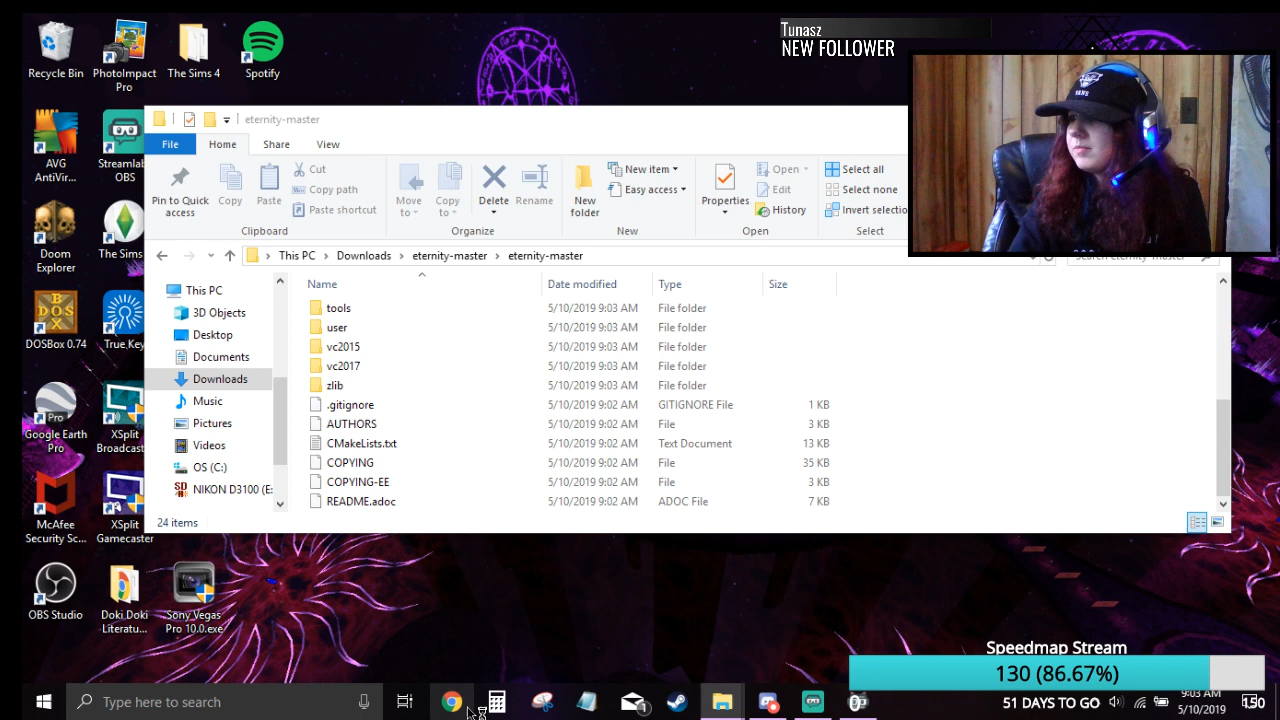 Tunasz
NEW FOLLOWER
Recycle Bin
PhotoImpact Pro
The Sims 4
Spotify
AVG AntiVir...
Streamlab OBS
Doom Explorer
The Sims
DOSBox 0.74
True Key
Google Earth Pro
XSplit Broadcast
McAfee Security Sc...
XSplit Gamecaster
OBS Studio
Doki Doki Literatu...
Sony Vegas Pro 10.0.exe
eternity-master
File Home Share View
Pin to Quick access
Copy
Paste
Cut
Copy path
Paste shortcut
Clipboard
Move to
Copy to
Delete
Rename
Organize
New folder
New item
Easy access
New
Properties
Open
Edit
History
Open
Select all
Select none
Invert selectio
Select
This PC > Downloads > eternity-master > eternity-master
This PC
3D Objects
Desktop
Documents
Downloads
Music
Pictures
Videos
OS (C:)
NIKON D3100 (E:
Name Date modified Type Size
tools 5/10/2019 9:03 AM File folder
user 5/10/2019 9:03 AM File folder
vc2015 5/10/2019 9:03 AM File folder
vc2017 5/10/2019 9:03 AM File folder
zlib 5/10/2019 9:03 AM File folder
.gitignore 5/10/2019 9:02 AM GITIGNORE File 1 KB
AUTHORS 5/10/2019 9:02 AM File 3 KB
CMakeLists.txt 5/10/2019 9:02 AM Text Document 13 KB
COPYING 5/10/2019 9:02 AM File 35 KB
COPYING-EE 5/10/2019 9:02 AM File 3 KB
README.adoc 5/10/2019 9:02 AM ADOC File 7 KB
24 items
Speedmap Stream
130 (86.67%)
51 DAYS TO GO
Type here to search
9:03 AM
5/10/2019